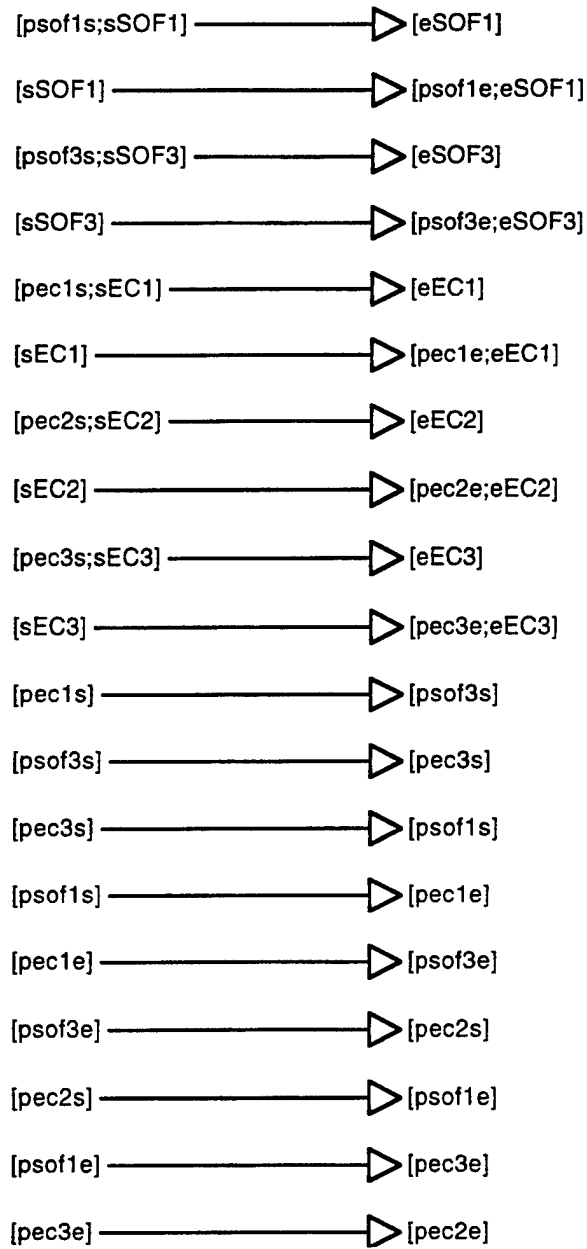 [psof1s;sSOF1] [eSOF1]
[sSOF1] [psof1e;eSOF1]
[psof3s;sSOF3] [eSOF3]
[sSOF3] [psof3e;eSOF3]
[pec1s;sEC1] [eEC1]
[sEC1] [pec1e;eEC1]
[pec2s;sEC2] [eEC2]
[sEC2] [pec2e;eEC2]
[pec3s;sEC3] [eEC3]
[sEC3] [pec3e;eEC3]
[pec1s] [psof3s]
[psof3s] [pec3s]
[pec3s] [psof1s]
[psof1s] [pec1e]
[pec1e] [psof3e]
[psof3e] [pec2s]
[pec2s] [psof1e]
[psof1e] [pec3e]
[pec3e] [pec2e]